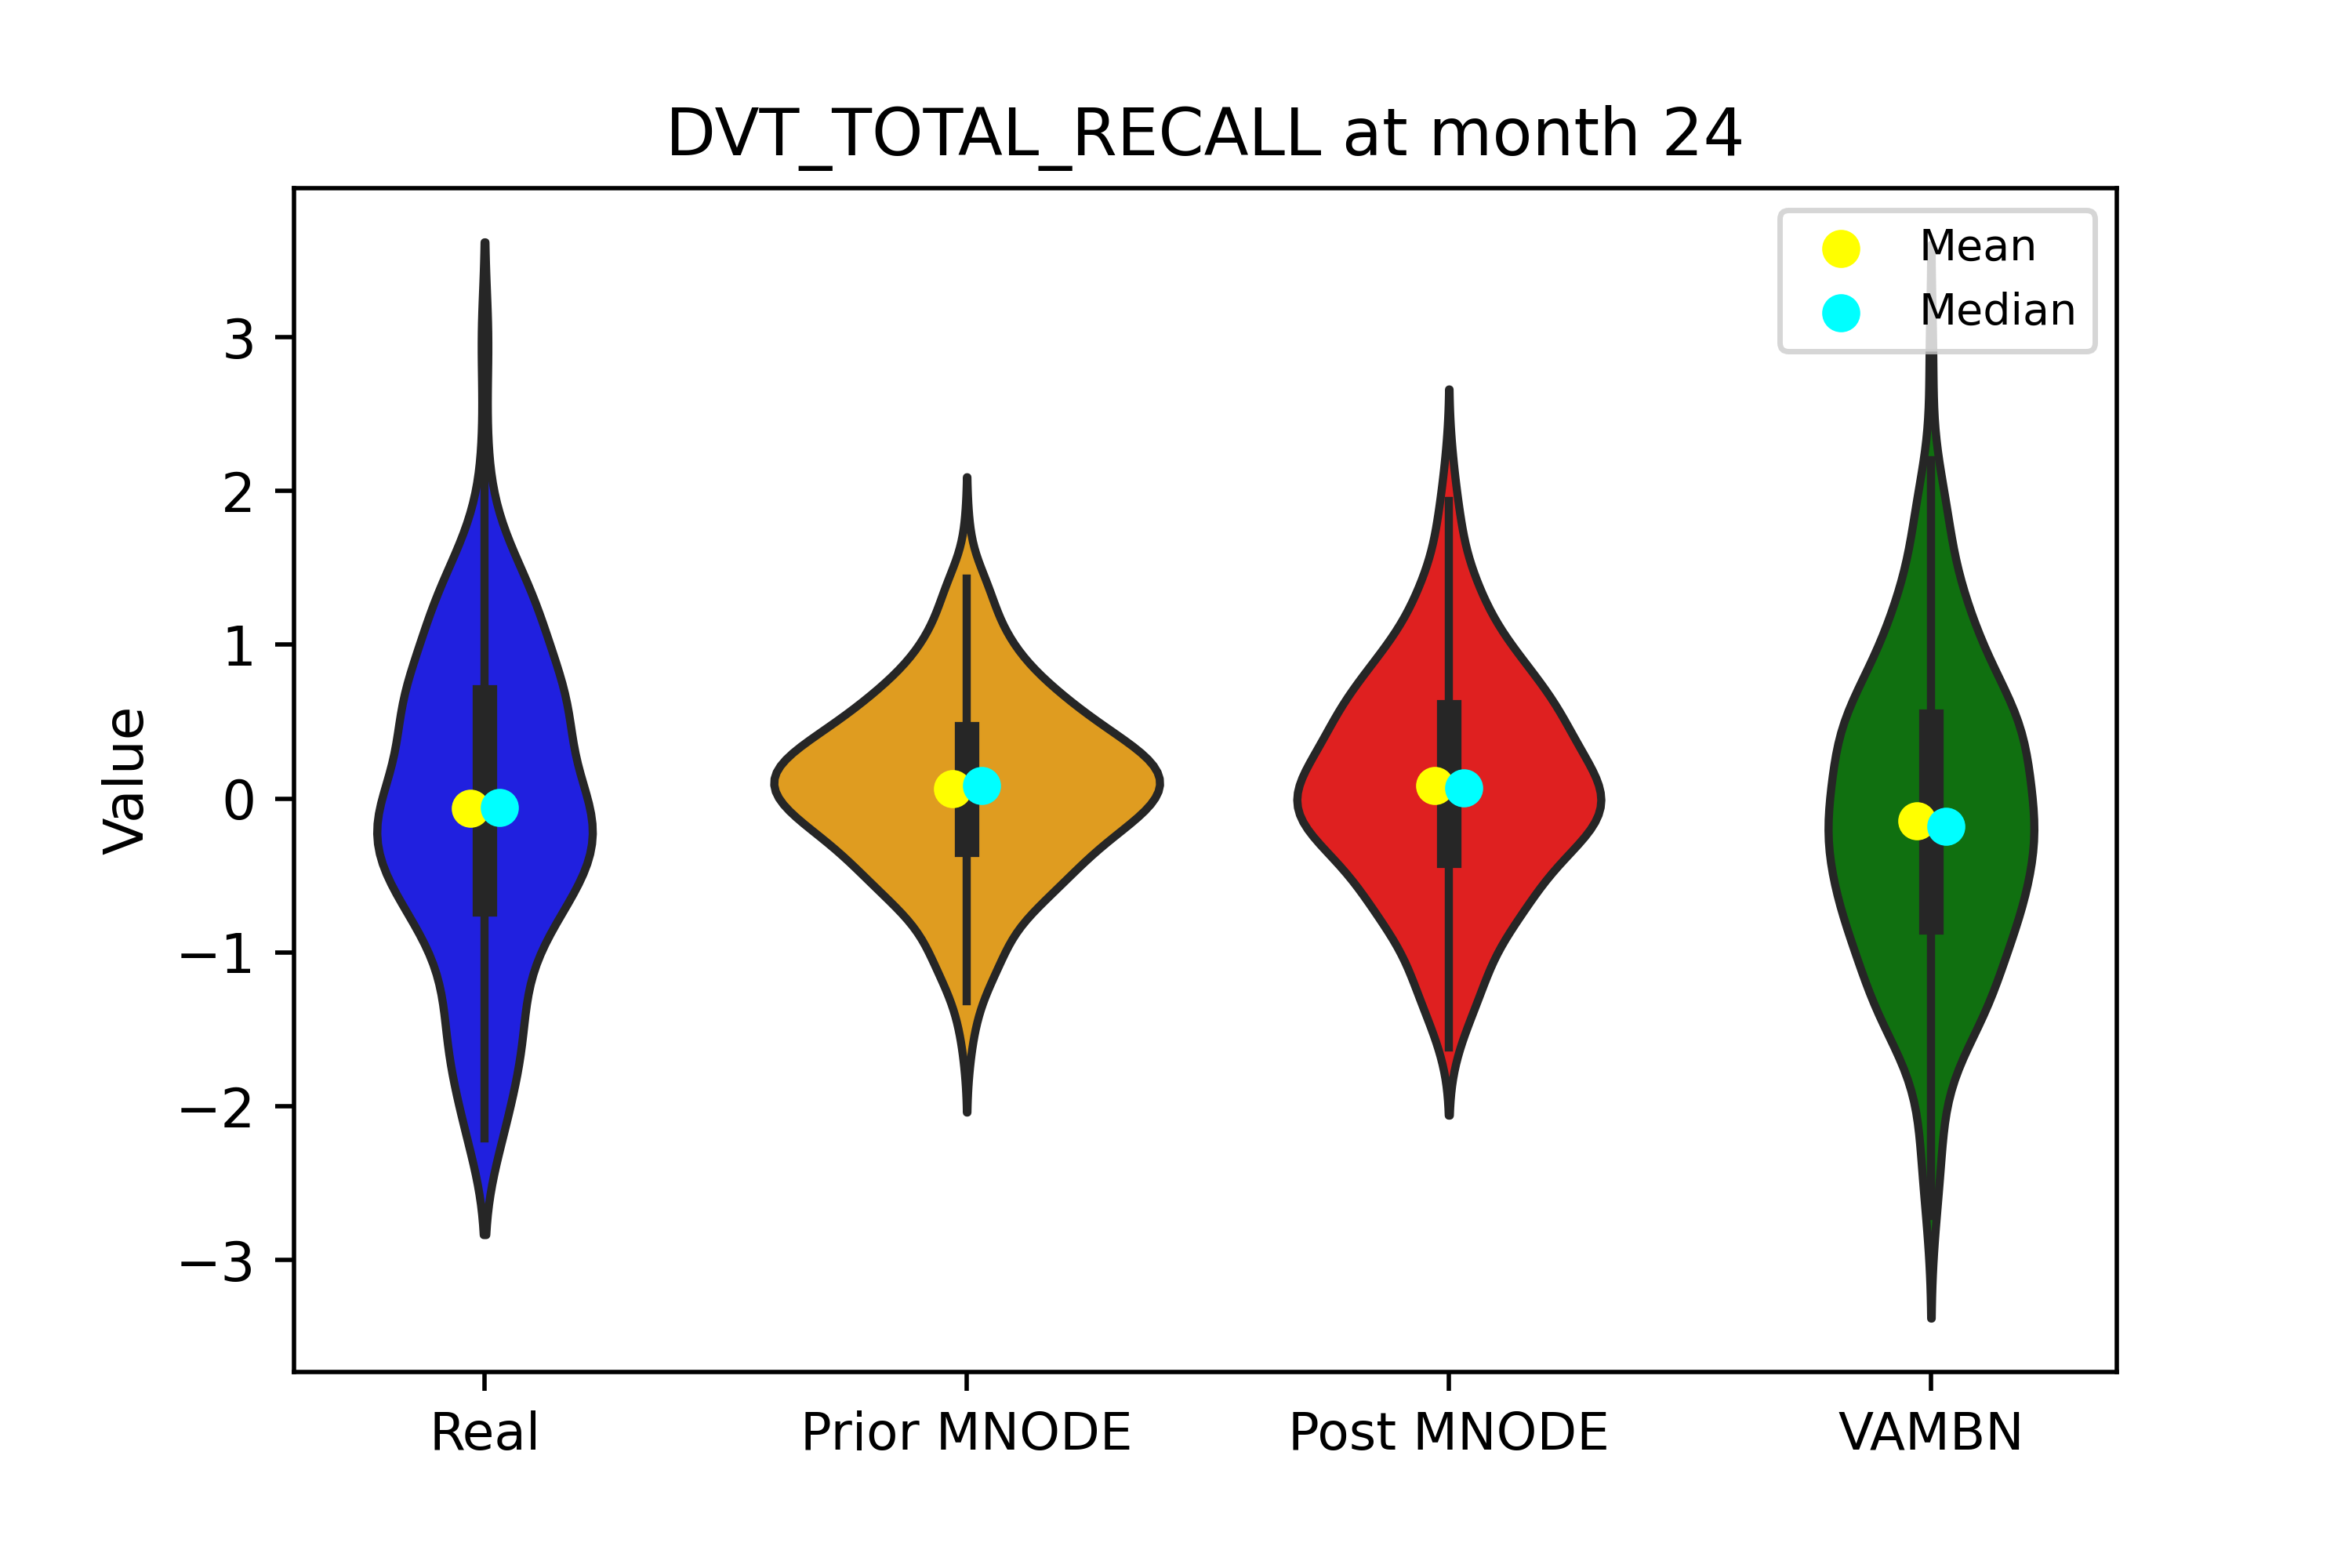 DVT_TOTAL_RECALL at month 24
Mean
Median
3
2
1
0
−1
−2
−3
Value
Real Prior MNODE Post MNODE VAMBN